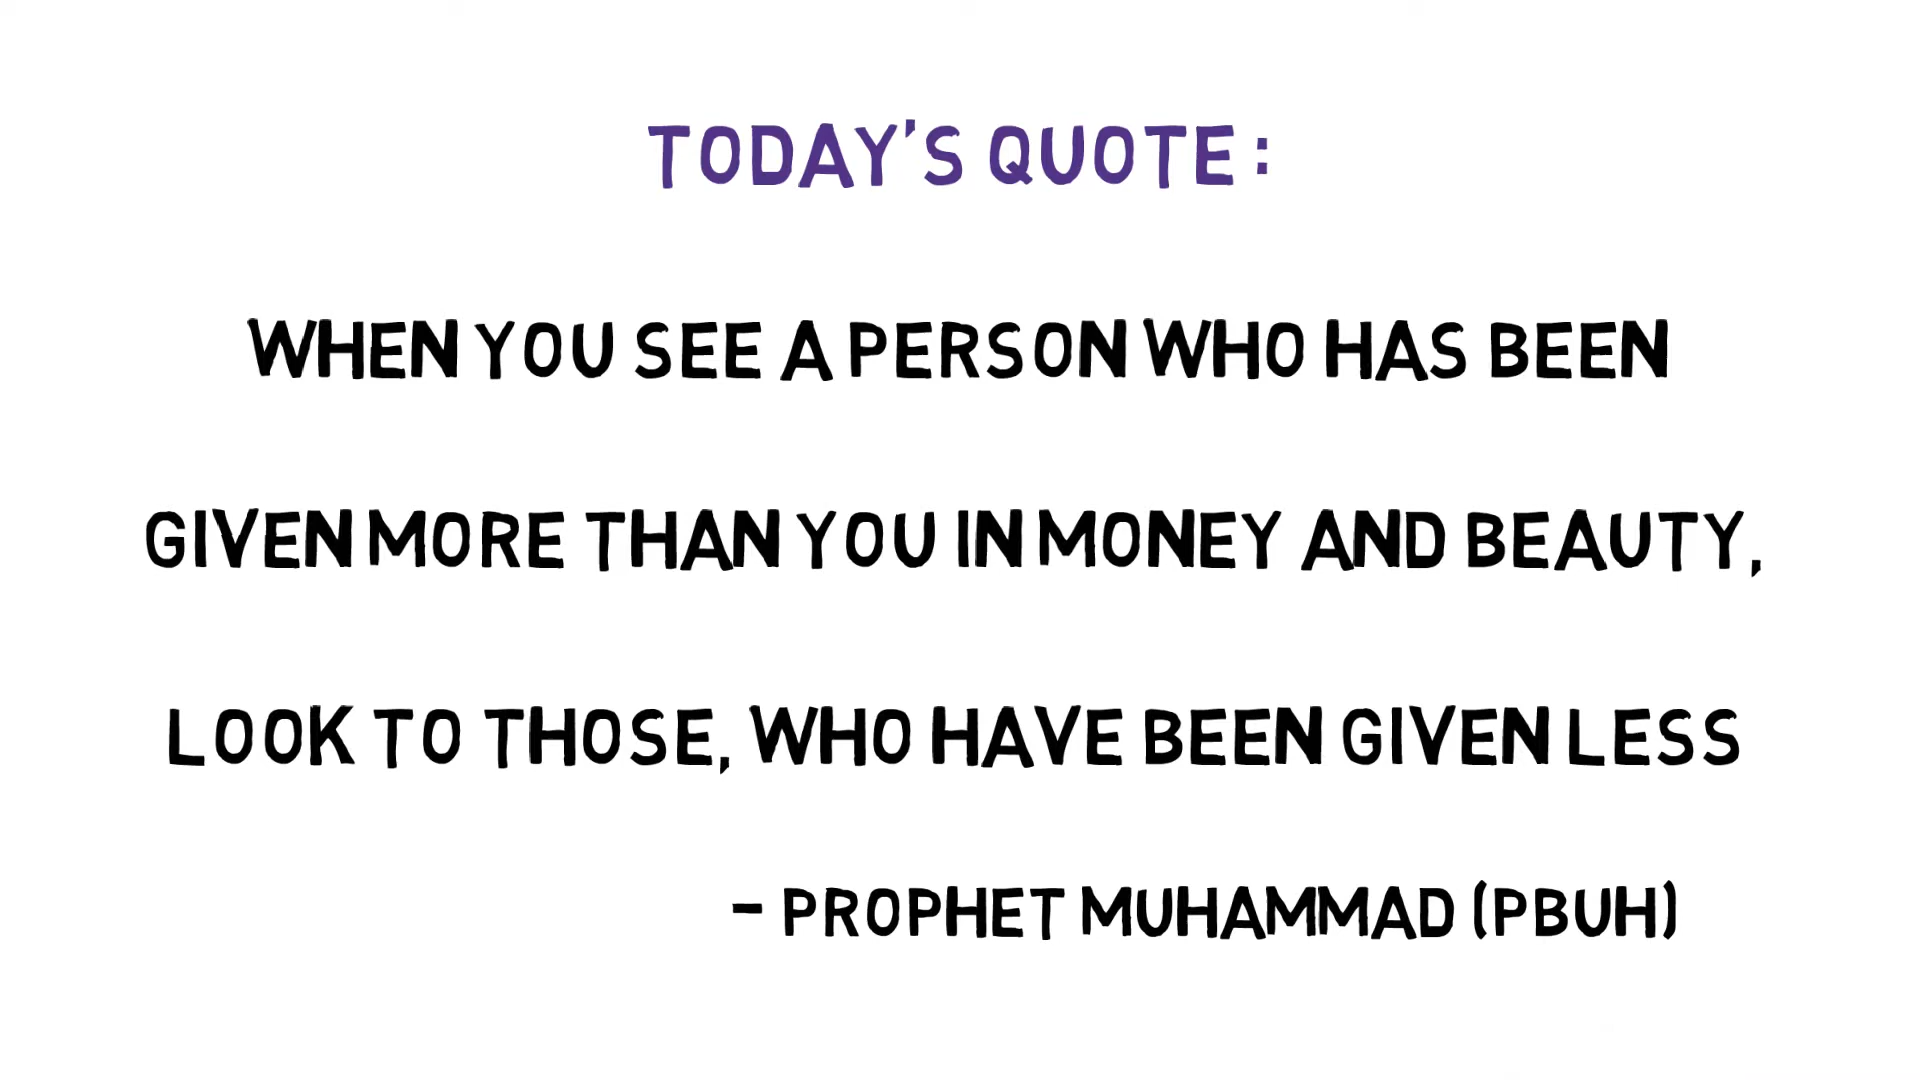 TODAY'S QUOTE :
WHEN YOU SEE A PERSON WHO HAS BEEN
GIVEN MORE THAN YOU IN MONEY AND BEAUTY,
LOOK TO THOSE, WHO HAVE BEEN GIVEN LESS
- PROPHET MUHAMMAD (PBUH)